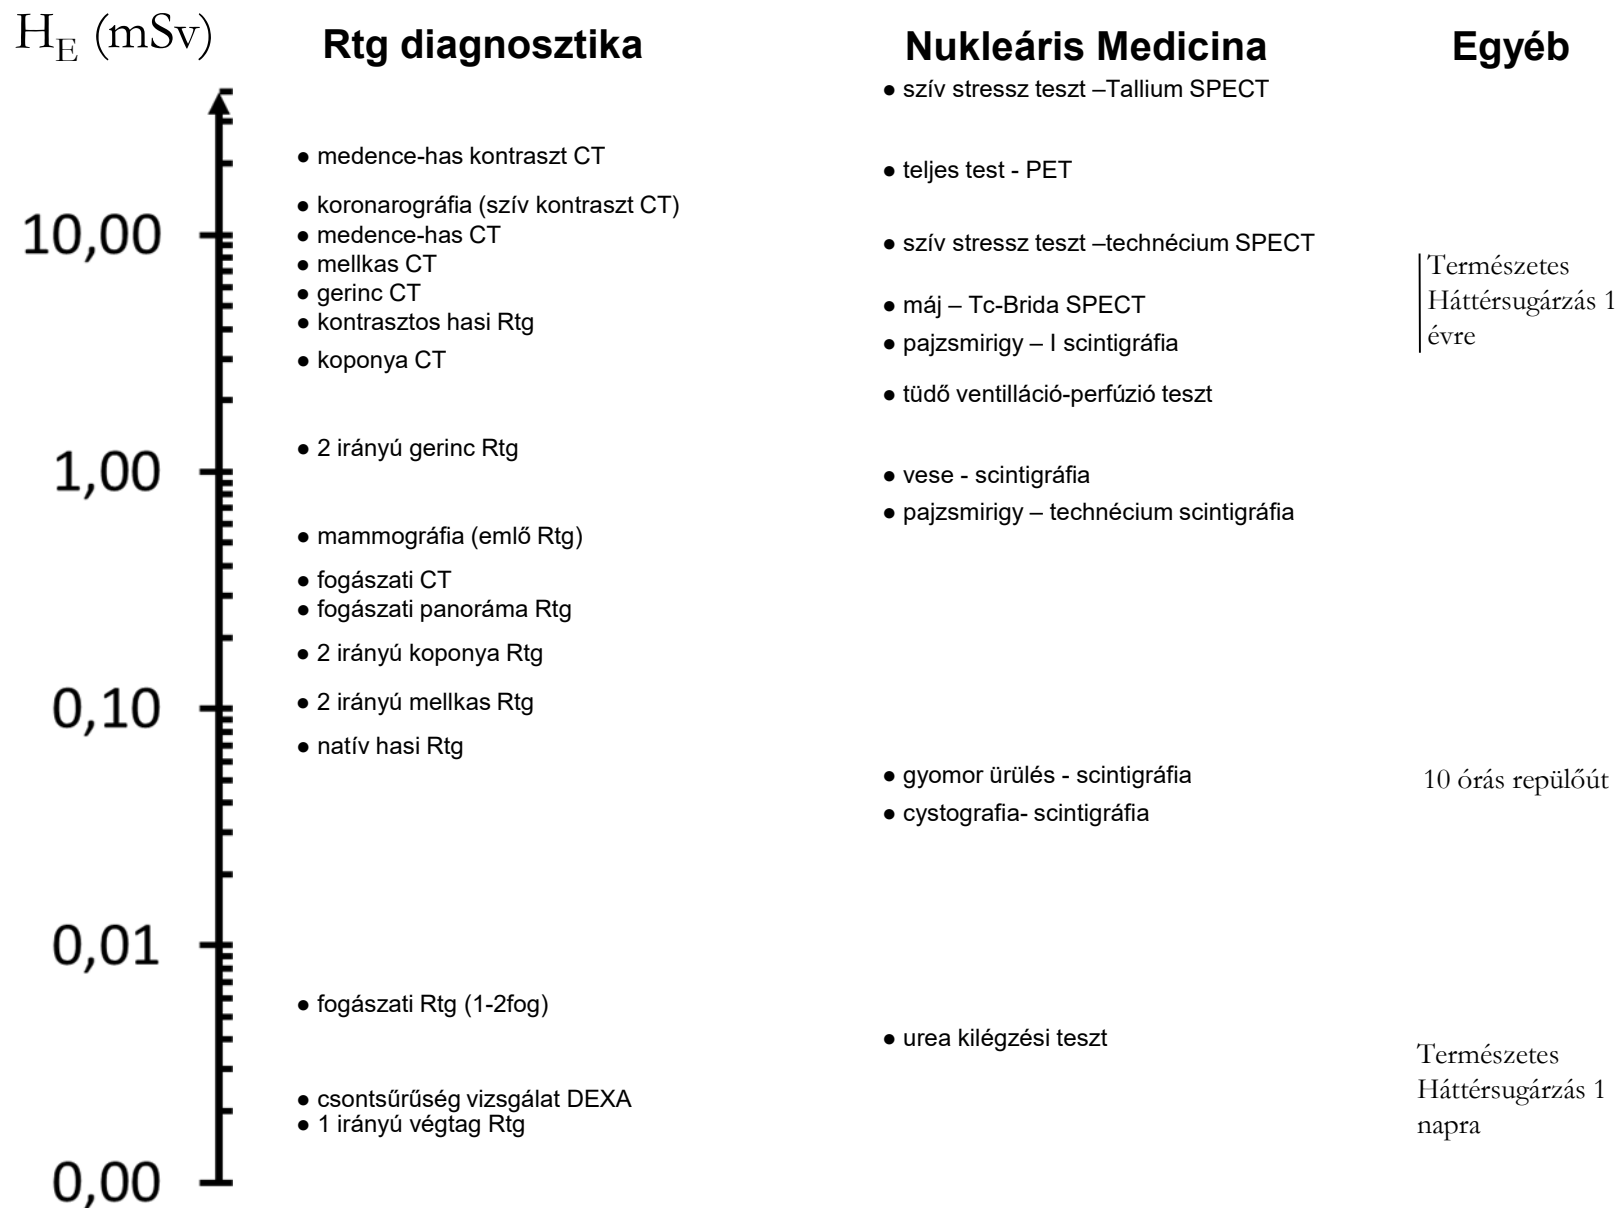 H_E (mSv)
Rtg diagnosztika
Nukleáris Medicina
Egyéb
10,00
1,00
0,10
0,01
0,00
● medence-has kontraszt CT
● koronarográfia (szív kontraszt CT)
● medence-has CT
● mellkas CT
● gerinc CT
● kontrasztos hasi Rtg
● koponya CT
● 2 irányú gerinc Rtg
● mammográfia (emlő Rtg)
● fogászati CT
● fogászati panoráma Rtg
● 2 irányú koponya Rtg
● 2 irányú mellkas Rtg
● natív hasi Rtg
● fogászati Rtg (1-2fog)
● csontsűrűség vizsgálat DEXA
● 1 irányú végtag Rtg
● szív stressz teszt –Tallium SPECT
● teljes test - PET
● szív stressz teszt –technécium SPECT
● máj – Tc-Brida SPECT
● pajzsmirigy – I scintigráfia
● tüdő ventilláció-perfúzió teszt
● vese - scintigráfia
● pajzsmirigy – technécium scintigráfia
● gyomor ürülés - scintigráfia
● cystografia- scintigráfia
● urea kilégzési teszt
Természetes
Háttérsugárzás 1
évre
10 órás repülőút
Természetes
Háttérsugárzás 1
napra